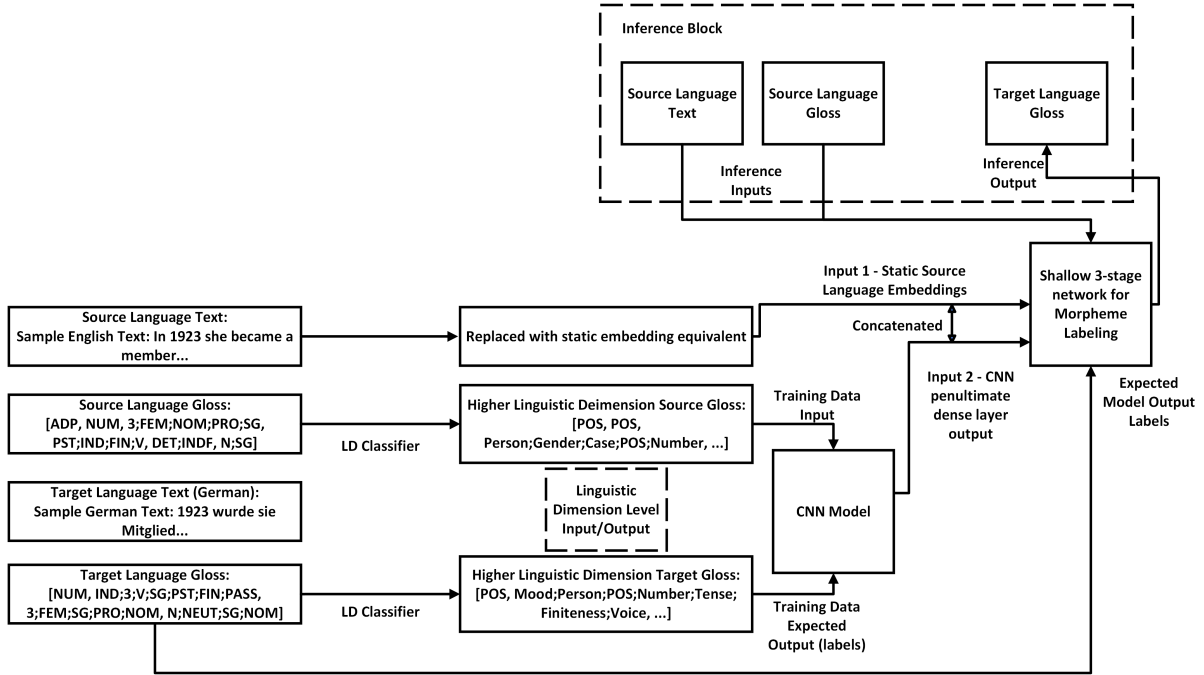 Inference Block
Source Language
Text
Source Language
Gloss
Target Language
Gloss
Inference
Inputs
Inference
Output
Input 1 - Static Source
Language Embeddings
Shallow 3-stage
network for
Morpheme
Labeling
Concatenated
Source Language Text:
Sample English Text: In 1923 she became a
member...
Replaced with static embedding equivalent
Input 2 - CNN
penultimate
dense layer
output
Expected
Model Output
Labels
Source Language Gloss:
[ADP, NUM, 3;FEM;NOM;PRO;SG,
PST;IND;FIN;V, DET;INDF, N;SG]
LD Classifier
Higher Linguistic Deimension Source Gloss:
[POS, POS,
Person;Gender;Case;POS;Number, ...]
Training Data
Input
Target Language Text (German):
Sample German Text: 1923 wurde sie
Mitglied...
Linguistic
Dimension Level
Input/Output
CNN Model
Target Language Gloss:
[NUM, IND;3;V;SG;PST;FIN;PASS,
3;FEM;SG;PRO;NOM, N;NEUT;SG;NOM]
LD Classifier
Higher Linguistic Dimension Target Gloss:
[POS, Mood;Person;POS;Number;Tense;
Finiteness;Voice, ...]
Training Data
Expected
Output (labels)